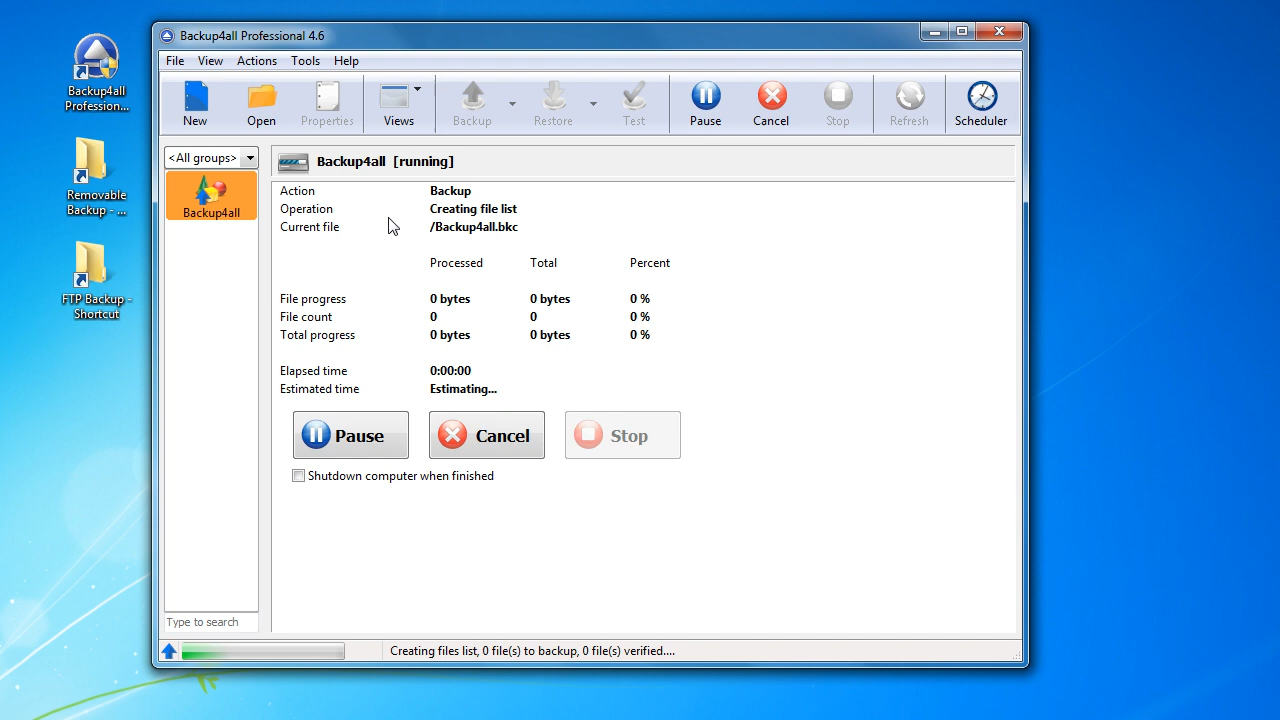 Backup4all
Profession...
Removable
Backup - ...
FTP Backup -
Shortcut
Backup4all Professional 4.6
File View Actions Tools Help
New Open Properties Views Backup Restore Test Pause Cancel Stop Refresh Scheduler
<All groups>
Backup4all
Type to search
Backup4all [running]
Action Backup
Operation Creating file list
Current file /Backup4all.bkc
Processed Total Percent
File progress 0 bytes 0 bytes 0 %
File count 0 0 0 %
Total progress 0 bytes 0 bytes 0 %
Elapsed time 0:00:00
Estimated time Estimating...
Pause Cancel Stop
Shutdown computer when finished
Creating files list, 0 file(s) to backup, 0 file(s) verified....